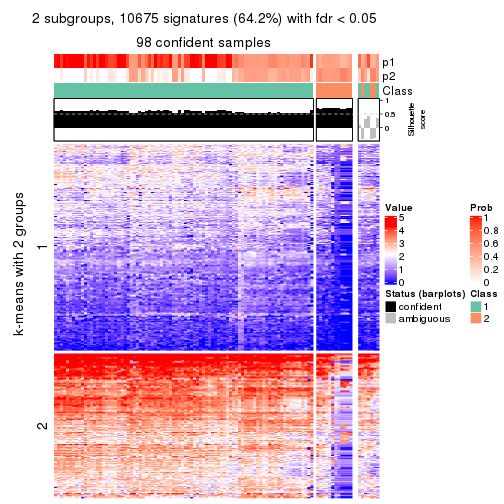 2 subgroups, 10675 signatures (64.2%) with fdr < 0.05
98 confident samples
p1
p2
Class
1
0.5
0
Silhouette
score
k-means with 2 groups
1
2
Value
5
4
3
2
1
0
Prob
1
0.8
0.6
0.4
0.2
0
Status (barplots)
confident
ambiguous
Class
1
2